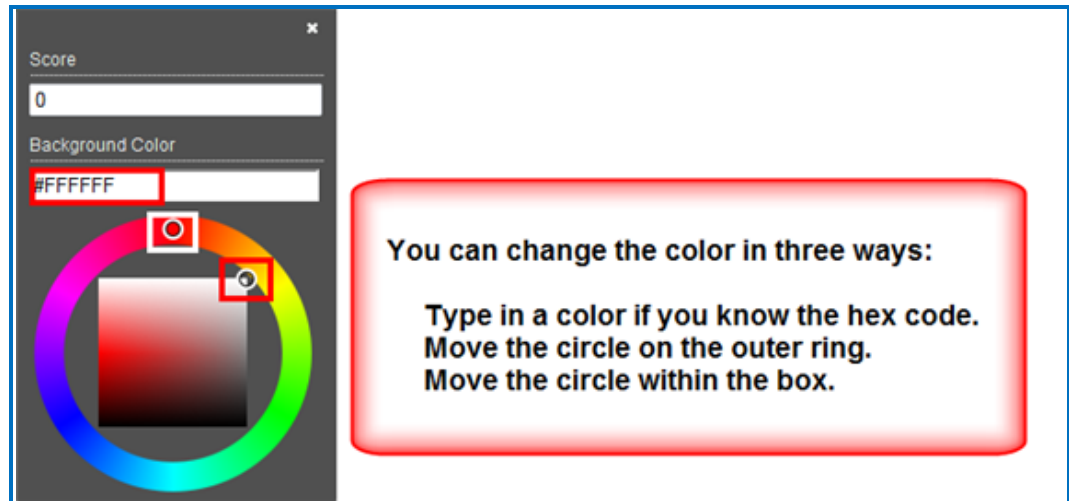 Score
0
Background Color
#FFFFFF
You can change the color in three ways:
Type in a color if you know the hex code.
Move the circle on the outer ring.
Move the circle within the box.